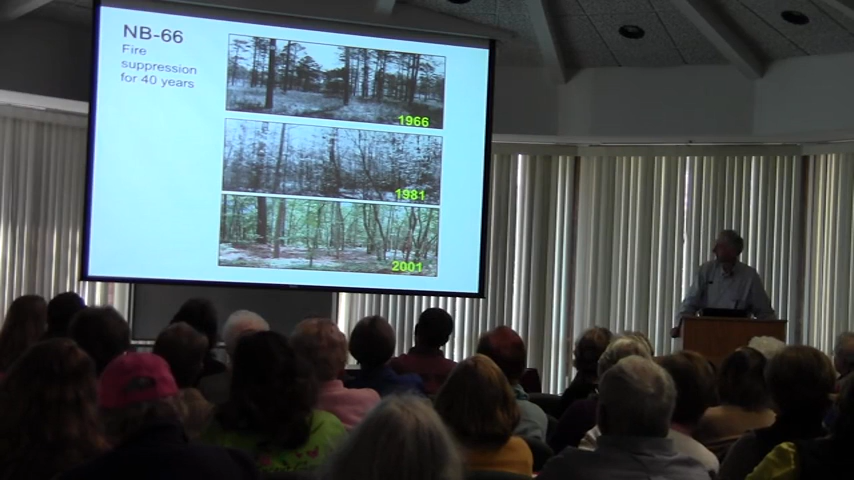 NB-66
Fire
suppression
for 40 years
1966
1981
2001